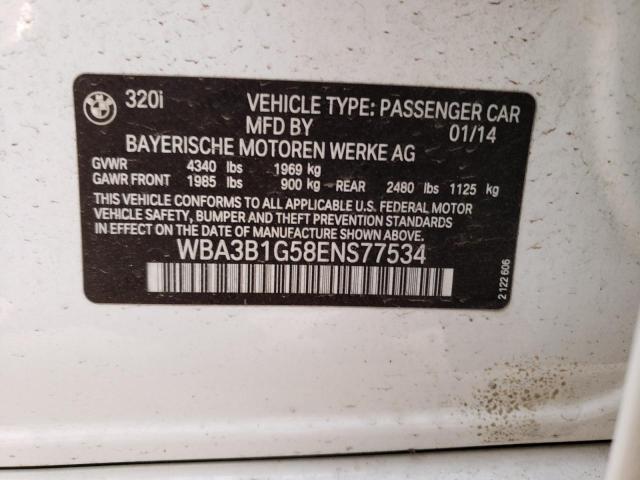 BMW 320i VEHICLE TYPE: PASSENGER CAR
MFD BY 01/14
BAYERISCHE MOTOREN WERKE AG
GVWR 4340 lbs 1969 kg
GAWR FRONT 1985 lbs 900 kg - REAR 2480 lbs 1125 kg
THIS VEHICLE CONFORMS TO ALL APPLICABLE U.S. FEDERAL MOTOR
VEHICLE SAFETY, BUMPER AND THEFT PREVENTION STANDARDS IN
EFFECT ON THE DATE OF MANUFACTURE SHOWN ABOVE.
WBA3B1G58ENS77534
2 122 606